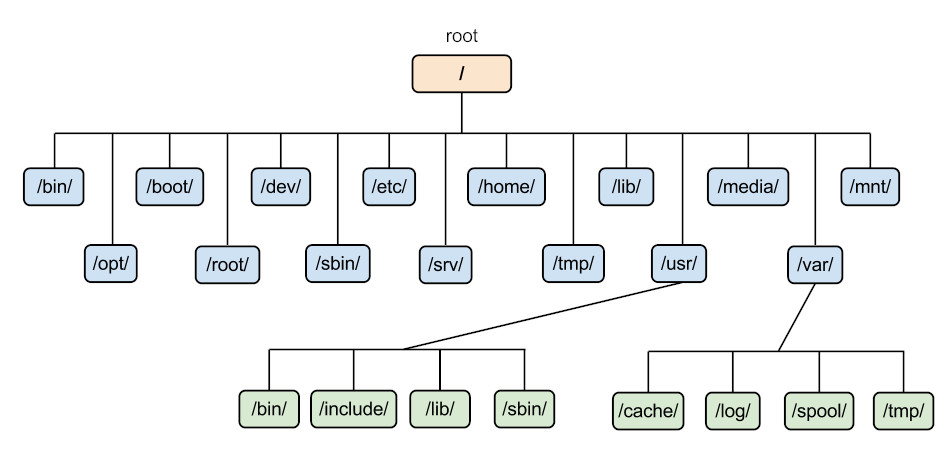 root
/
/bin/ /boot/ /dev/ /etc/ /home/ /lib/ /media/ /mnt/
/opt/ /root/ /sbin/ /srv/ /tmp/ /usr/ /var/
/bin/ /include/ /lib/ /sbin/ /cache/ /log/ /spool/ /tmp/